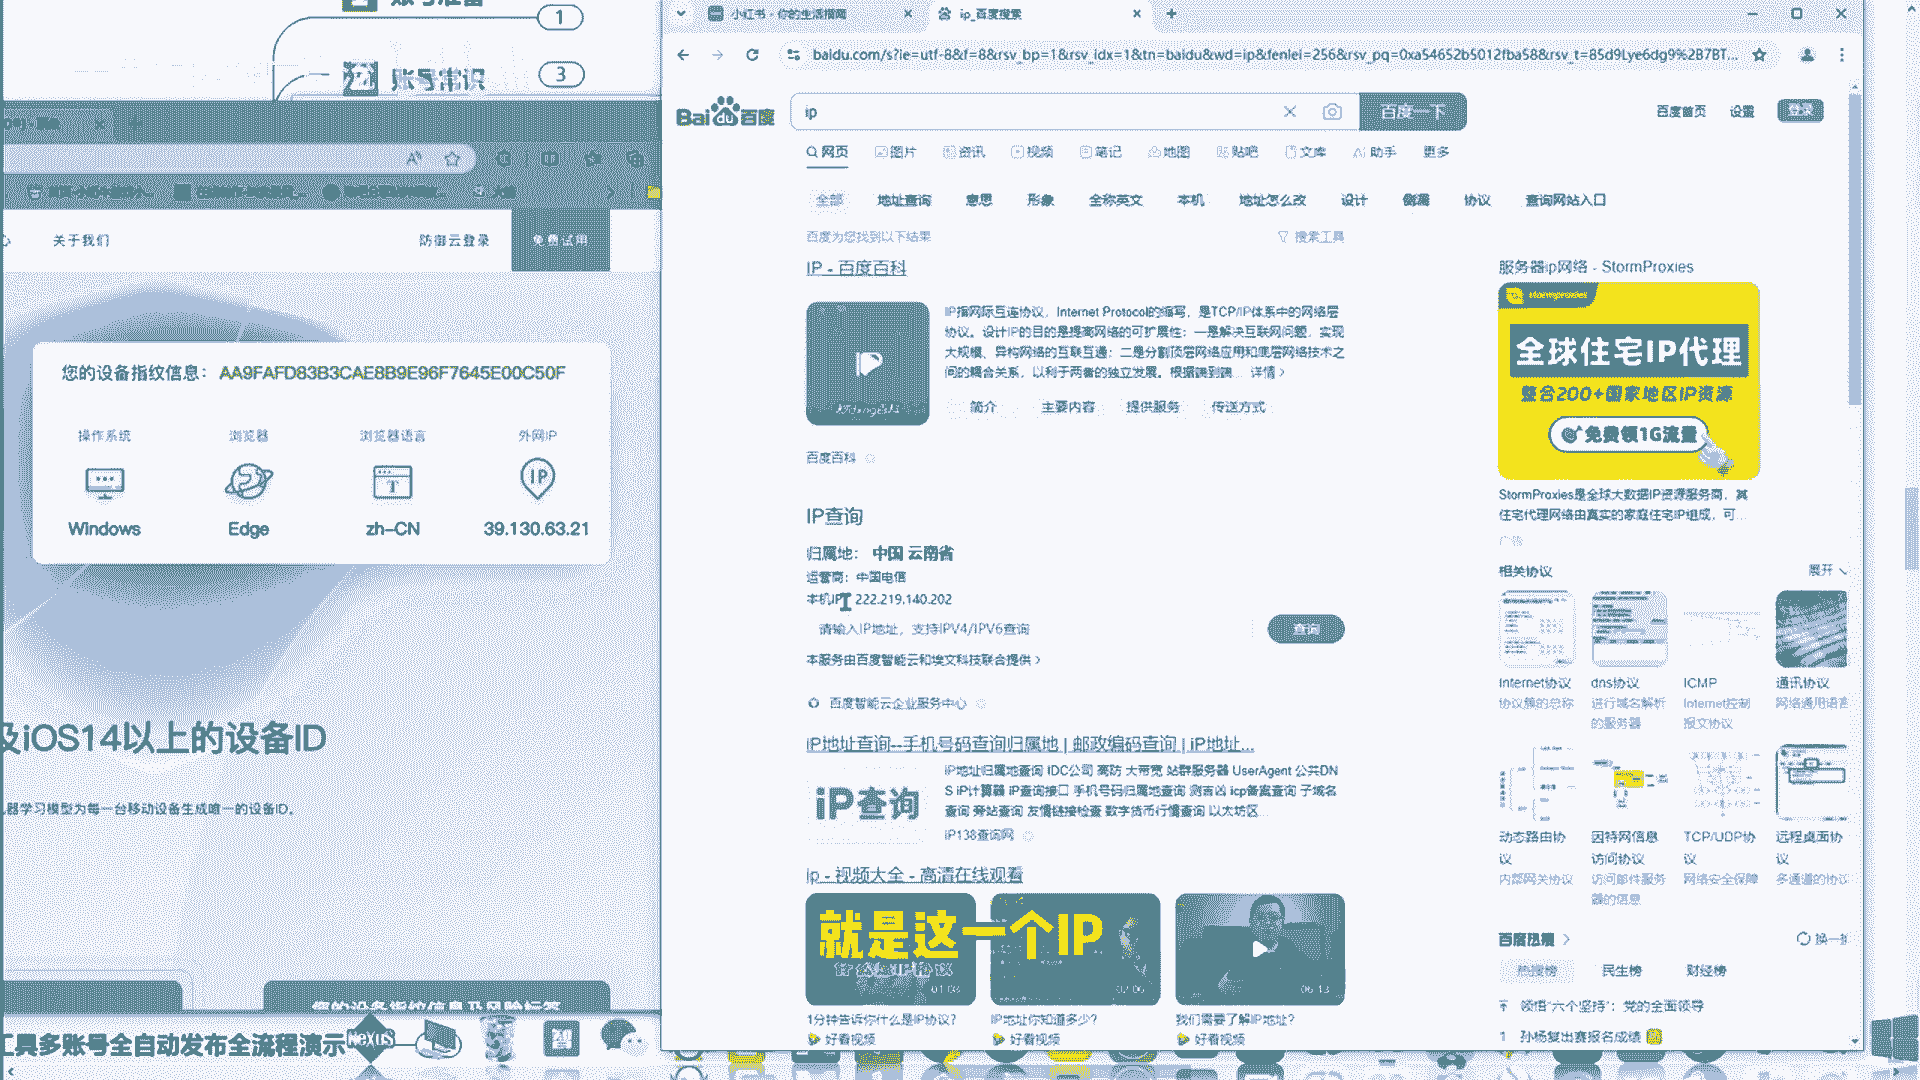 账号准备
1
账号常识
3
关于我们
防御云登录
免费试用
您的设备指纹信息： AA9FAFD83B3CAE8B9E96F7645E00C50F
操作系统
浏览器
浏览器语言
外网IP
Windows
Edge
zh-CN
39.130.63.21
及iOS14以上的设备ID
器学习模型为每一台移动设备生成唯一的设备ID。
您的设备指纹信息及风险标签
工具多账号全自动发布全流程演示
NeXus
小红书 - 你的生活指南
ip_百度搜索
baidu.com/s?ie=utf-8&f=8&rsv_bp=1&rsv_idx=1&tn=baidu&wd=ip&fenlei=256&rsv_pq=0xa54652b5012fba58&rsv_t=85d9Lye6dg9%2B7BT...
Bai du 百度
ip
百度一下
百度首页
设置
登录
网页
图片
资讯
视频
笔记
地图
贴吧
文库
助手
更多
全部
地址查询
意思
形象
全称英文
本机
地址怎么改
设计
侧漏
协议
查询网站入口
百度为您找到以下结果
搜索工具
IP - 百度百科
IP指网际互连协议，Internet Protocol的缩写，是TCP/IP体系中的网络层
协议。设计IP的目的是提高网络的可扩展性：一是解决互联网问题，实现
大规模、异构网络的互联互通；二是分割顶层网络应用和底层网络技术之
间的耦合关系，以利于两者的独立发展。根据端到端... 详情
简介
主要内容
提供服务
传送方式
百度百科
IP查询
归属地： 中国 云南省
运营商：中国电信
本机IP 222.219.140.202
请输入IP地址，支持IPV4/IPV6查询
查询
本服务由百度智能云和埃文科技联合提供
百度智能云企业服务中心
iP地址查询--手机号码查询归属地 | 邮政编码查询 | iP地址...
iP查询
iP地址归属地查询 IDC公司 高防 大带宽 站群服务器 UserAgent 公共DN
S iP计算器 iP查询接口 手机号码归属地查询 测吉凶 icp备案查询 子域名
查询 旁站查询 友情链接检查 数字货币行情查询 以太坊区...
iP138查询网
ip - 视频大全 - 高清在线观看
就是这一个IP
01:03
02:06
06:13
1分钟告诉你什么是IP协议？
IP地址你知道多少？
我们需要了解IP地址？
好看视频
好看视频
好看视频
服务器ip网络 - StormProxies
stormproxies
全球住宅IP代理
整合200+国家地区IP资源
免费领1G流量
StormProxies是全球大数据IP资源服务商，其
住宅代理网络由真实的家庭住宅IP组成，可...
广告
相关协议
展开
Internet协议
dns协议
ICMP
通讯协议
协议簇的总称
进行域名解析的服务器
Internet控制报文协议
网络通用语言
动态路由协议
因特网信息访问协议
TCP/UDP协议
远程桌面协议
内部网关协议
访问邮件服务器的信息
网络安全保障
多通道的协议
百度热搜
换一换
热搜榜
民生榜
财经榜
领悟"六个坚持"：党的全面领导
1 孙杨复出赛报名成绩